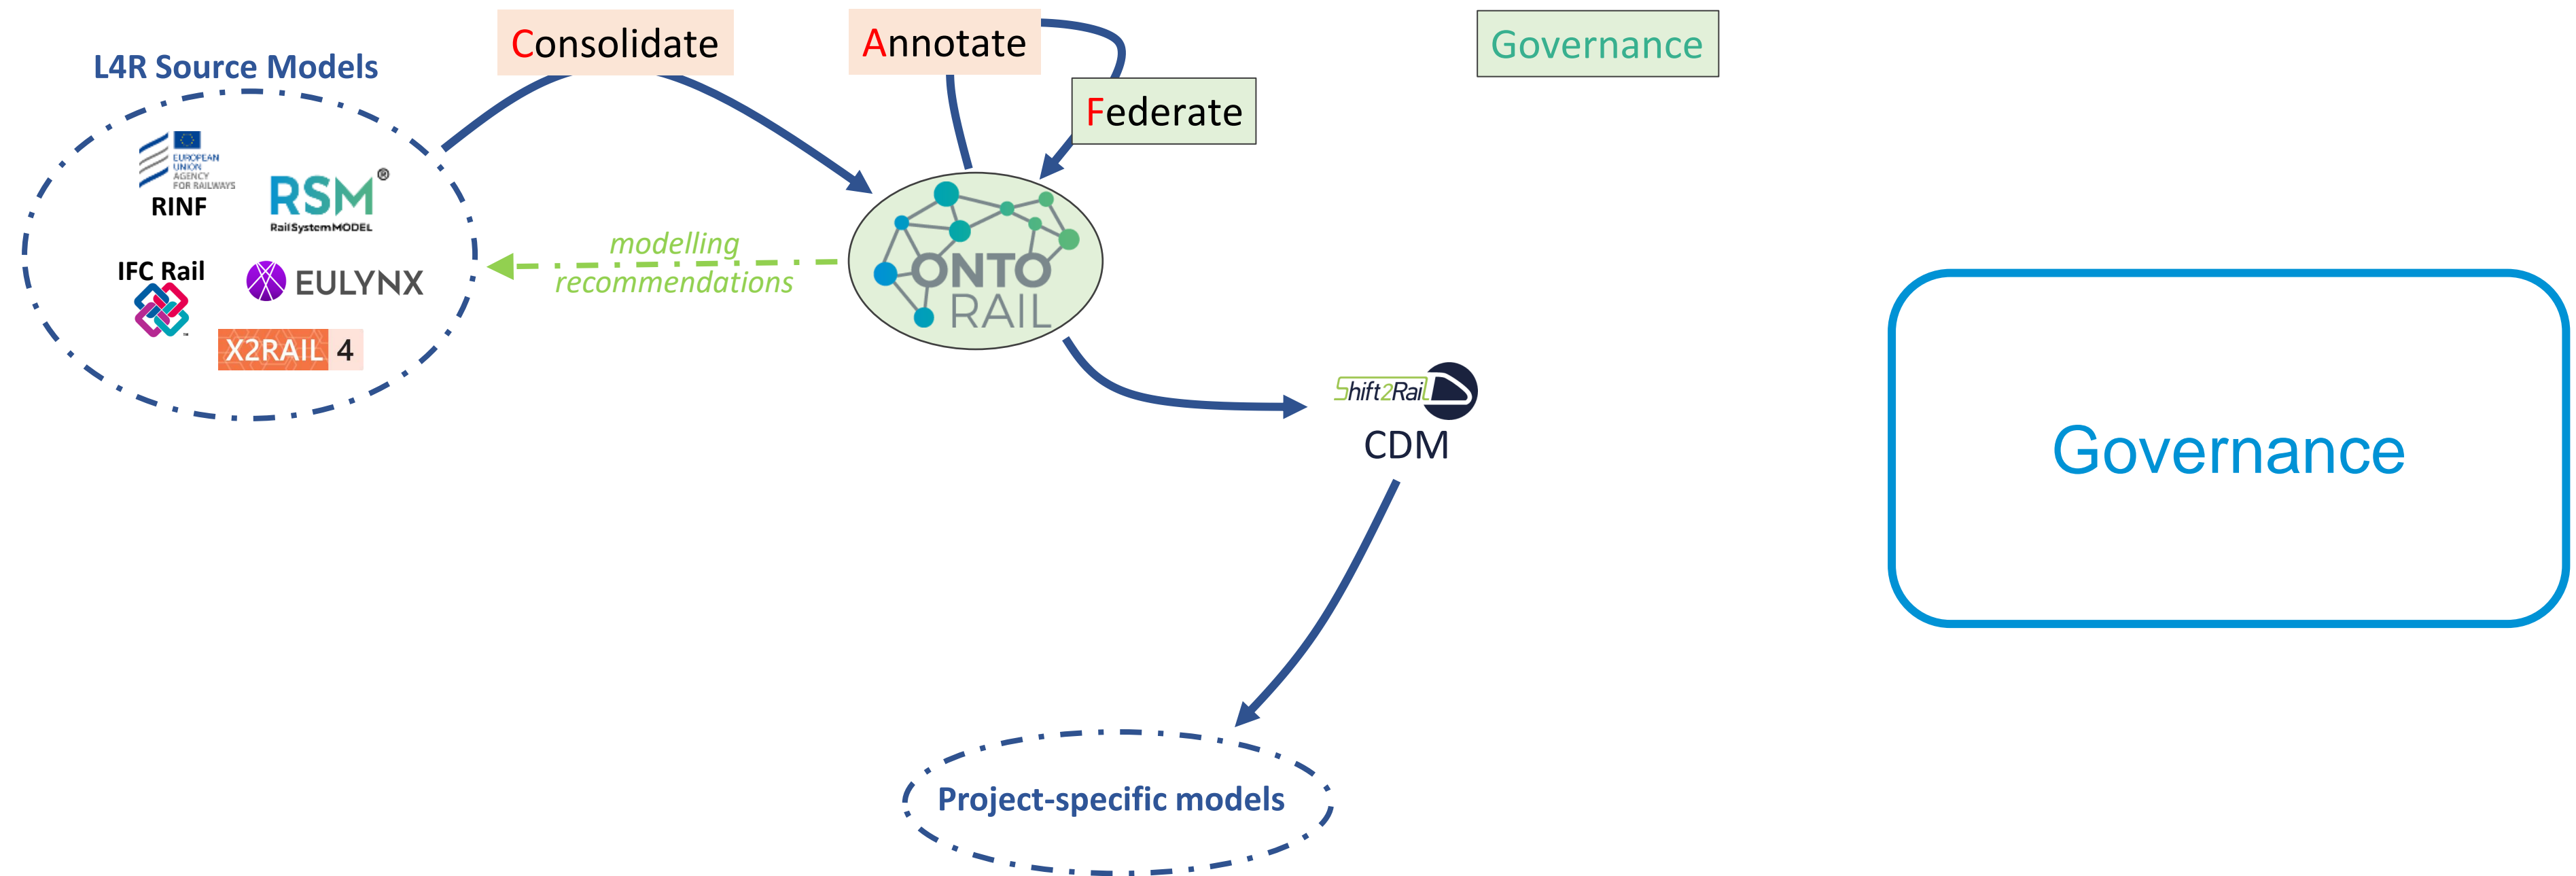 L4R Source Models
Consolidate
Annotate
Governance
Federate
EUROPEAN
UNION
AGENCY
FOR RAILWAYS
RINF
RSM®
RailSystemMODEL
IFC Rail
EULYNX
X2RAIL 4
modelling
recommendations
ONTO
RAIL
Shift2Rail
CDM
Governance
Project-specific models